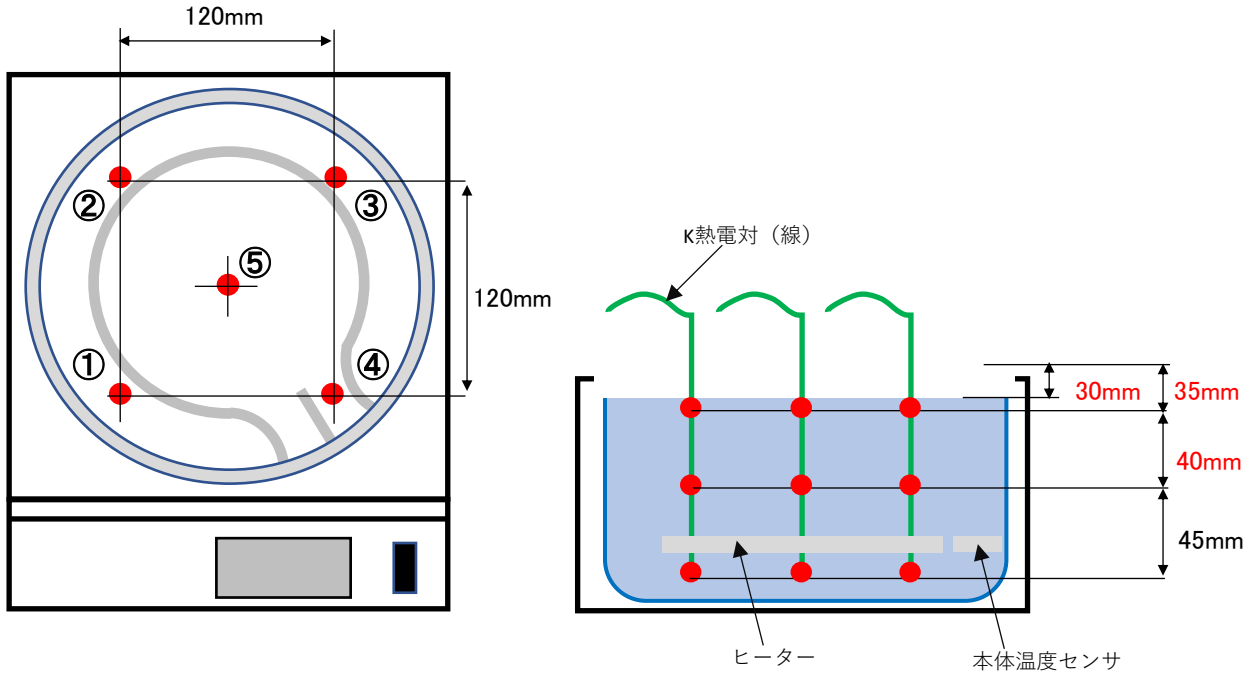 120mm
②
③
⑤
120mm
①
④
K熱電対（線）
30mm
35mm
40mm
45mm
ヒーター
本体温度センサ